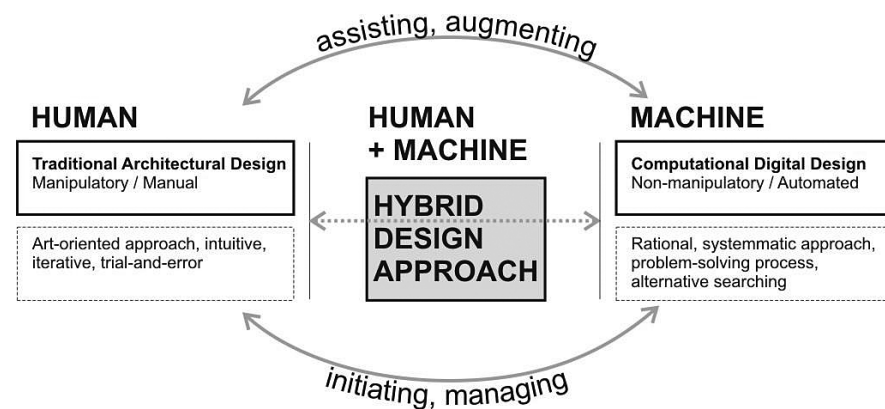 assisting, augmenting
HUMAN
Traditional Architectural Design
Manipulatory / Manual
Art-oriented approach, intuitive,
iterative, trial-and-error
HUMAN
+ MACHINE
HYBRID
DESIGN
APPROACH
MACHINE
Computational Digital Design
Non-manipulatory / Automated
Rational, systemmatic approach,
problem-solving process,
alternative searching
initiating, managing